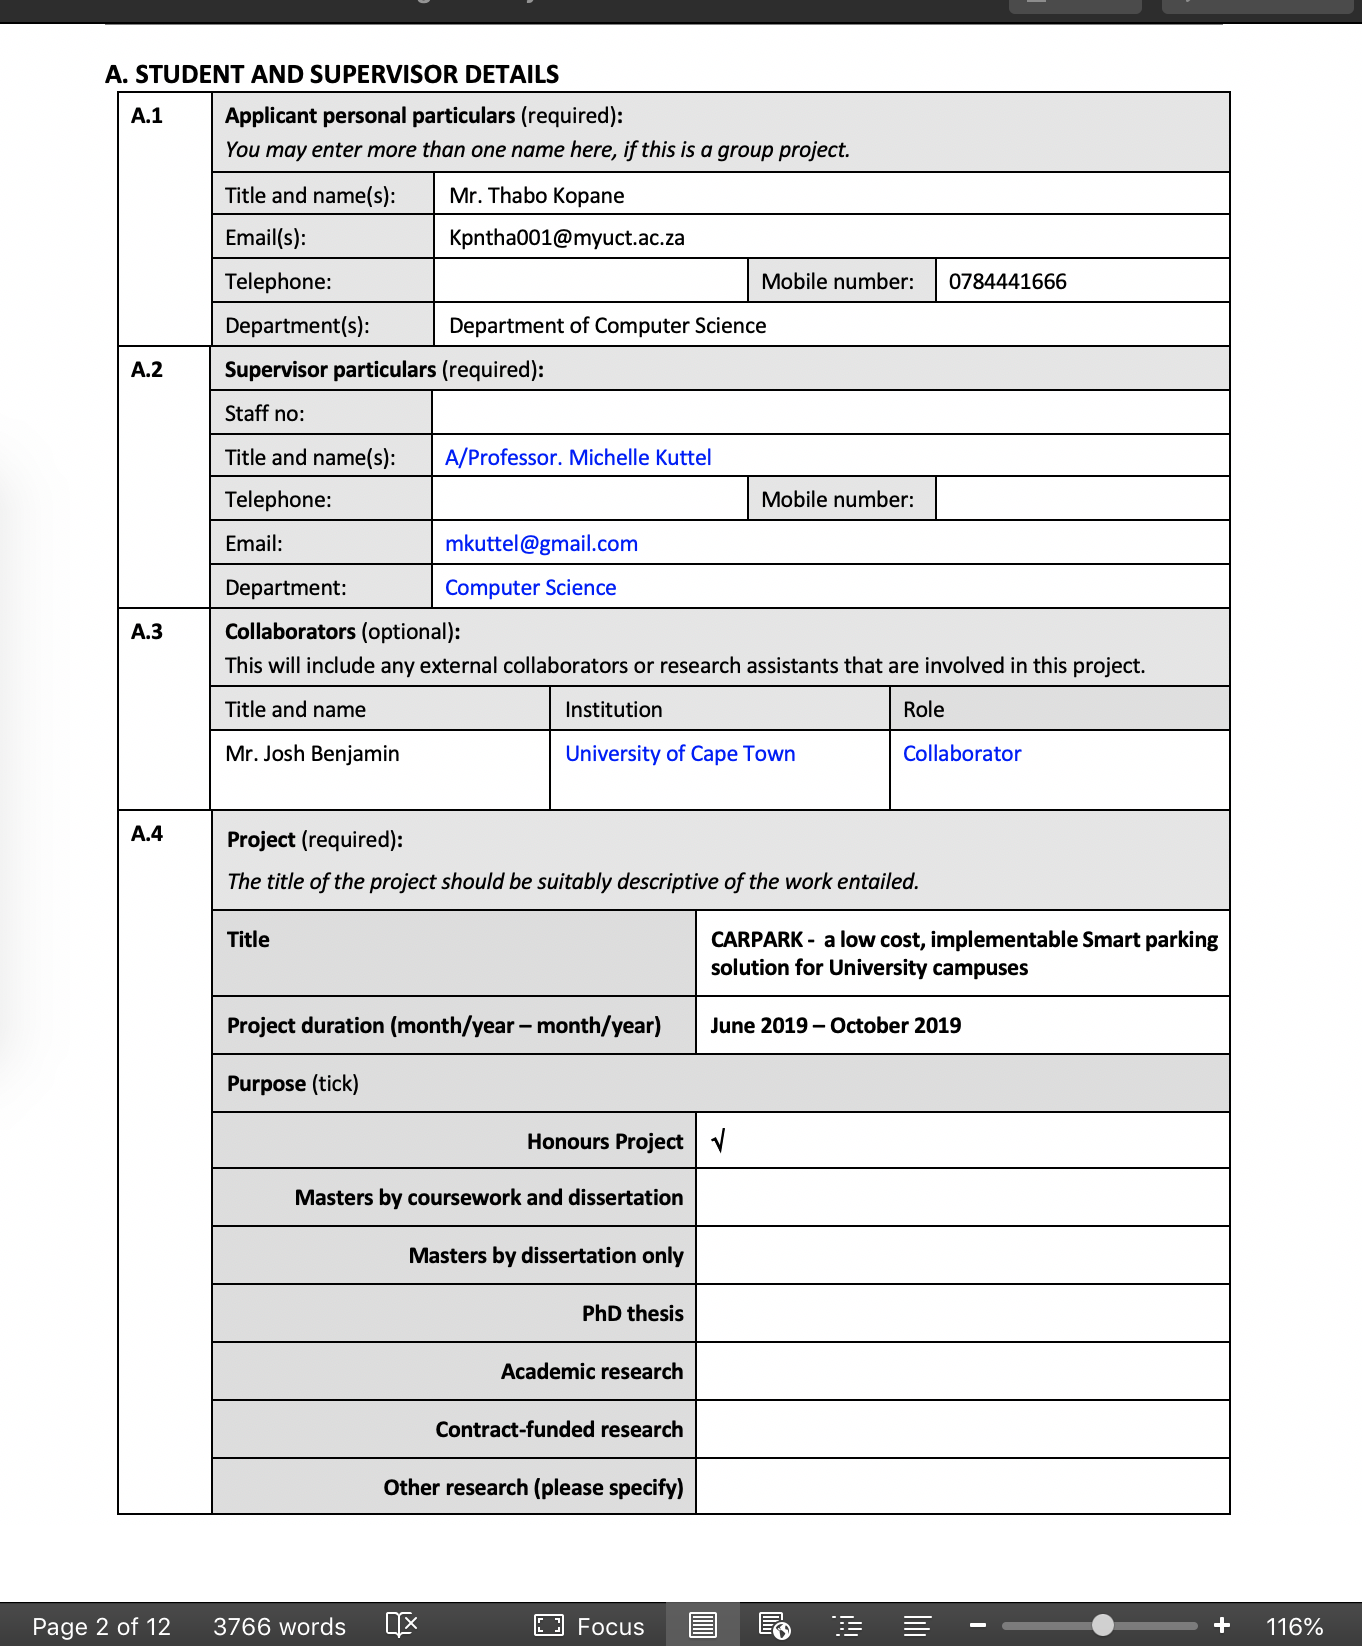 A. STUDENT AND SUPERVISOR DETAILS
A.1
Applicant personal particulars (required):
You may enter more than one name here, if this is a group project.
Title and name(s):
Mr. Thabo Kopane
Email(s):
Kpntha001@myuct.ac.za
Telephone:
Mobile number:
0784441666
Department(s):
Department of Computer Science
A.2
Supervisor particulars (required):
Staff no:
Title and name(s):
A/Professor. Michelle Kuttel
Telephone:
Mobile number:
Email:
mkuttel@gmail.com
Department:
Computer Science
A.3
Collaborators (optional):
This will include any external collaborators or research assistants that are involved in this project.
Title and name
Institution
Role
Mr. Josh Benjamin
University of Cape Town
Collaborator
A.4
Project (required):
The title of the project should be suitably descriptive of the work entailed.
Title
CARPARK - a low cost, implementable Smart parking
solution for University campuses
Project duration (month/year – month/year)
June 2019 – October 2019
Purpose (tick)
Honours Project
√
Masters by coursework and dissertation
Masters by dissertation only
PhD thesis
Academic research
Contract-funded research
Other research (please specify)
Page 2 of 12
3766 words
Focus
116%